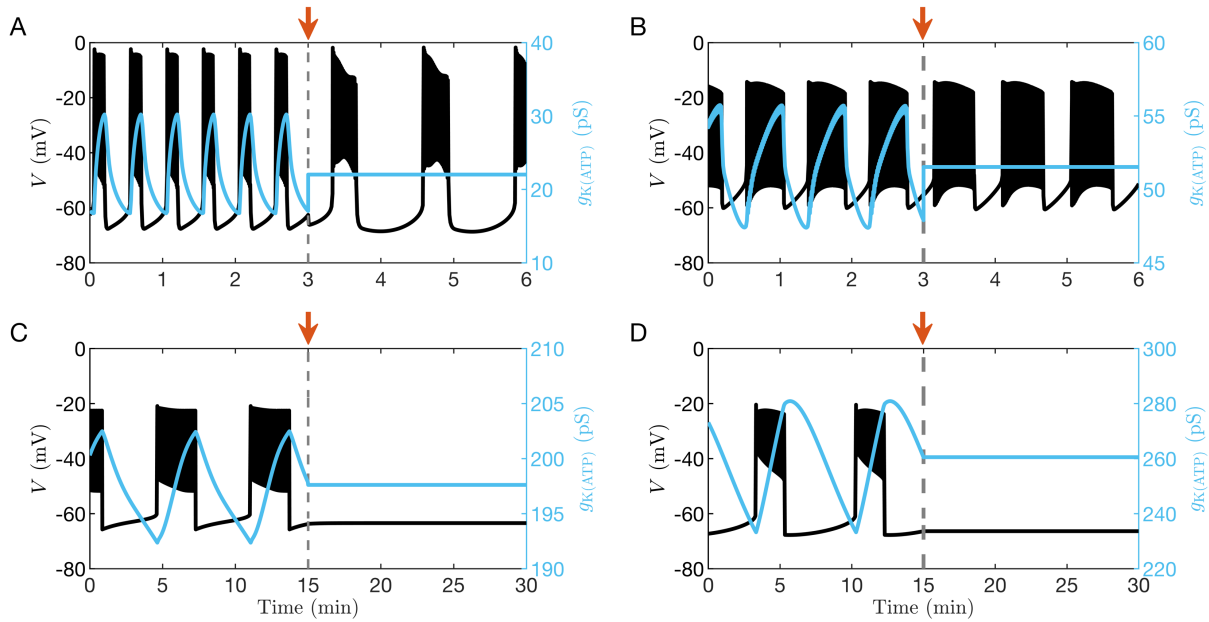 A
0
-20
-40
-60
-80
V (mV)
40
30
20
10
gK(ATP) (pS)
0 1 2 3 4 5 6
B
0
-20
-40
-60
-80
V (mV)
60
55
50
45
gK(ATP) (pS)
0 1 2 3 4 5 6
C
0
-20
-40
-60
-80
V (mV)
210
205
200
195
190
gK(ATP) (pS)
0 5 10 15 20 25 30
Time (min)
D
0
-20
-40
-60
-80
V (mV)
300
280
260
240
220
gK(ATP) (pS)
0 5 10 15 20 25 30
Time (min)